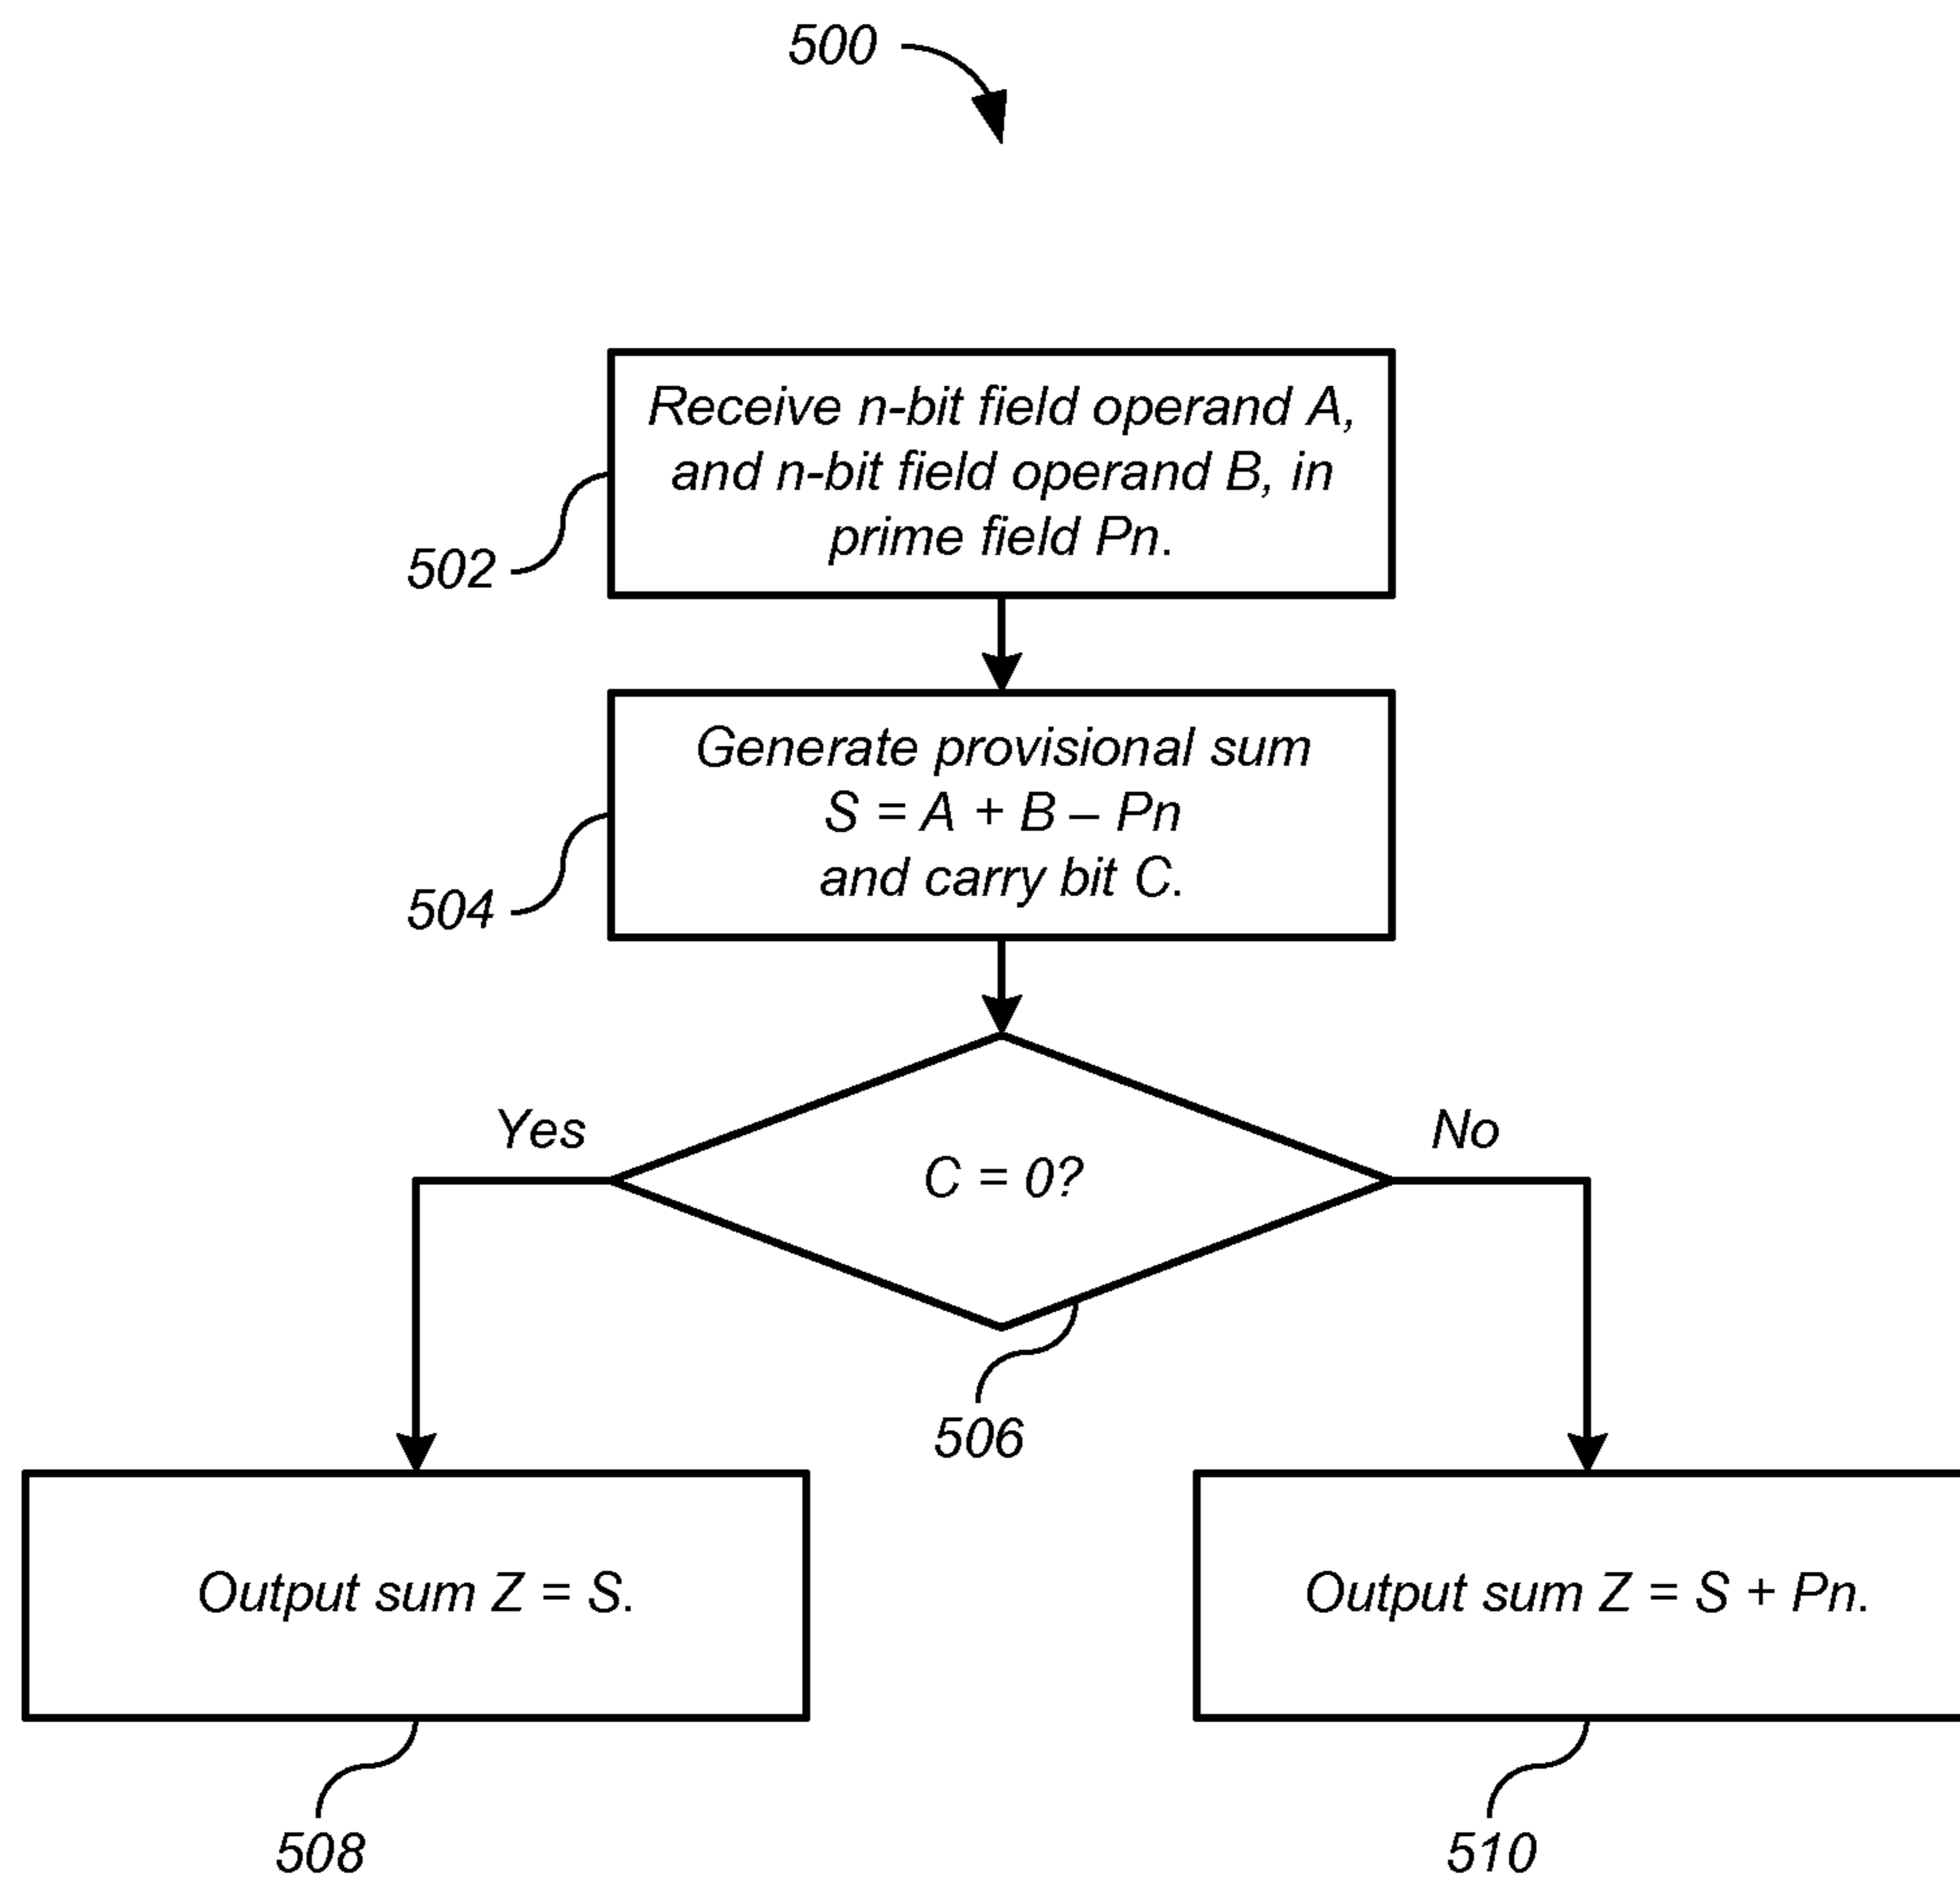 500
Receive n-bit field operand A,
and n-bit field operand B, in
prime field Pn.
502
Generate provisional sum
S = A + B – Pn
and carry bit C.
504
Yes
No
C = 0?
506
Output sum Z = S.
Output sum Z = S + Pn.
508
510